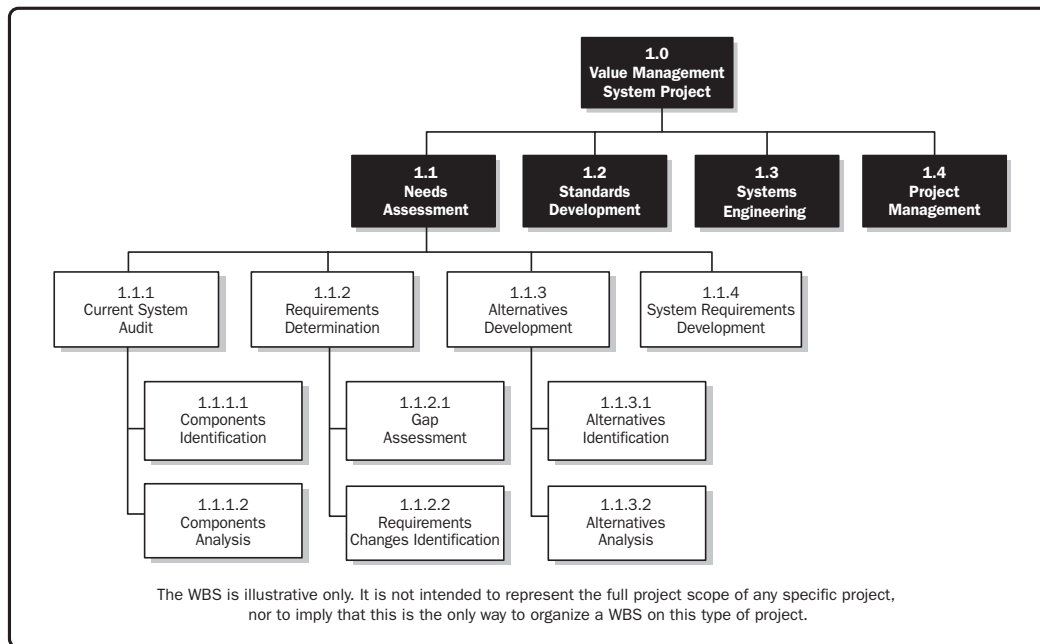 1.0
Value Management
System Project
1.1
Needs
Assessment
1.2
Standards
Development
1.3
Systems
Engineering
1.4
Project
Management
1.1.1
Current System
Audit
1.1.2
Requirements
Determination
1.1.3
Alternatives
Development
1.1.4
System Requirements
Development
1.1.1.1
Components
Identification
1.1.2.1
Gap
Assessment
1.1.3.1
Alternatives
Identification
1.1.1.2
Components
Analysis
1.1.2.2
Requirements
Changes Identification
1.1.3.2
Alternatives
Analysis
The WBS is illustrative only. It is not intended to represent the full project scope of any specific project,
nor to imply that this is the only way to organize a WBS on this type of project.